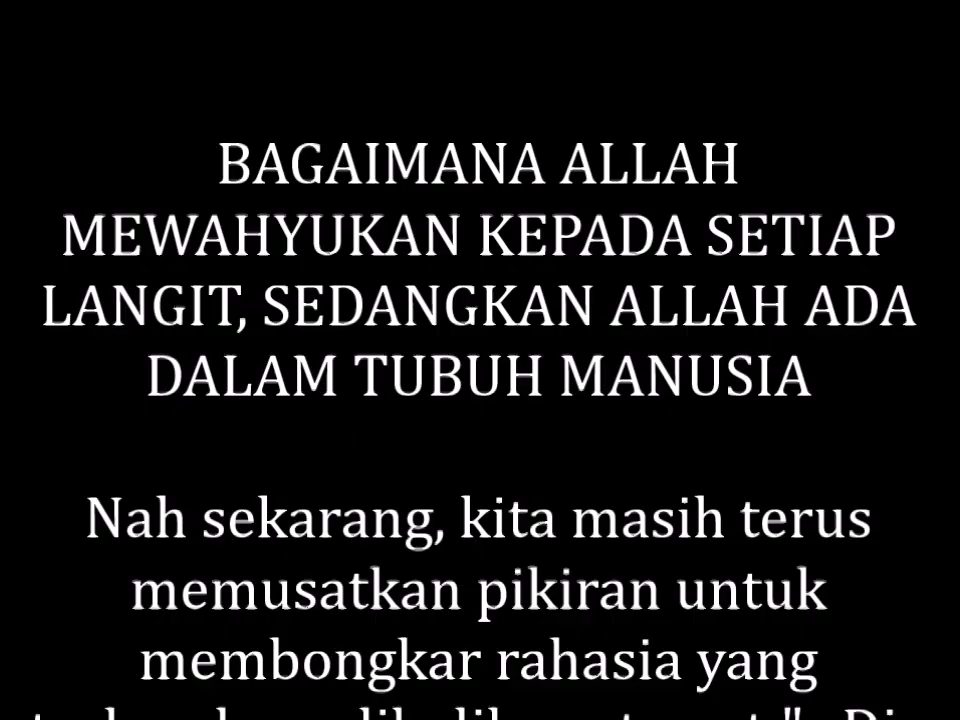 BAGAIMANA ALLAH
MEWAHYUKAN KEPADA SETIAP
LANGIT, SEDANGKAN ALLAH ADA
DALAM TUBUH MANUSIA
Nah sekarang, kita masih terus
memusatkan pikiran untuk
membongkar rahasia yang